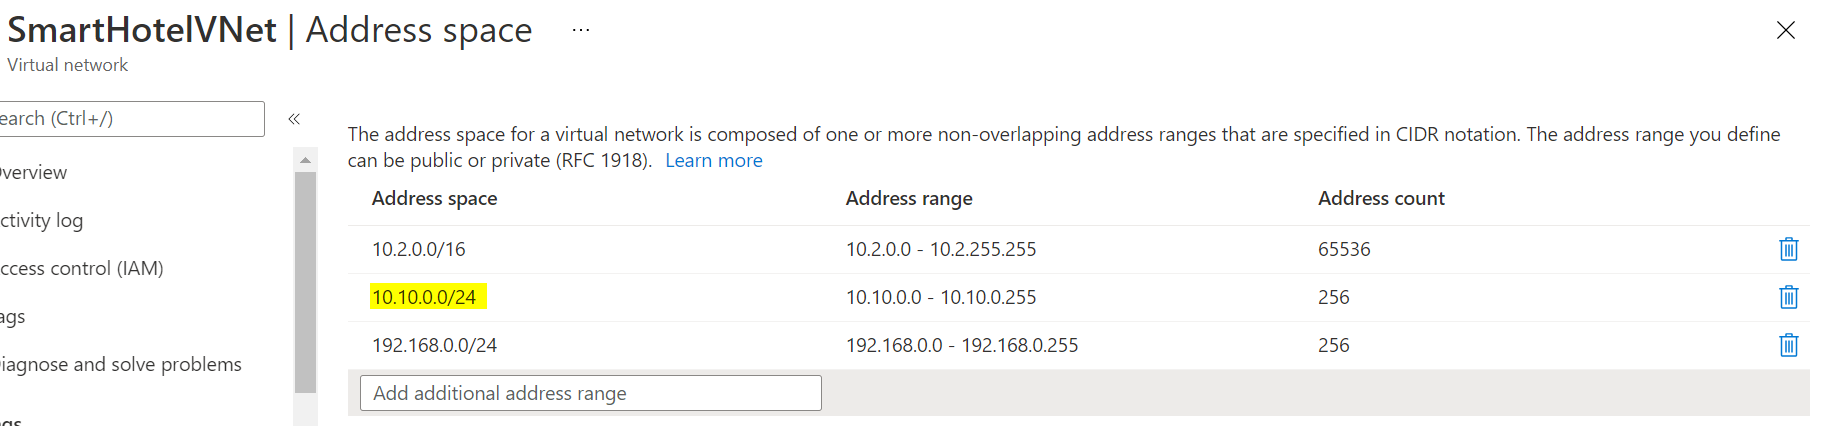 SmartHotelVNet | Address space ...
Virtual network
earch (Ctrl+/)
«
verview
ctivity log
ccess control (IAM)
ags
iagnose and solve problems
The address space for a virtual network is composed of one or more non-overlapping address ranges that are specified in CIDR notation. The address range you define
can be public or private (RFC 1918). Learn more
Address space Address range Address count
10.2.0.0/16 10.2.0.0 - 10.2.255.255 65536
10.10.0.0/24 10.10.0.0 - 10.10.0.255 256
192.168.0.0/24 192.168.0.0 - 192.168.0.255 256
Add additional address range